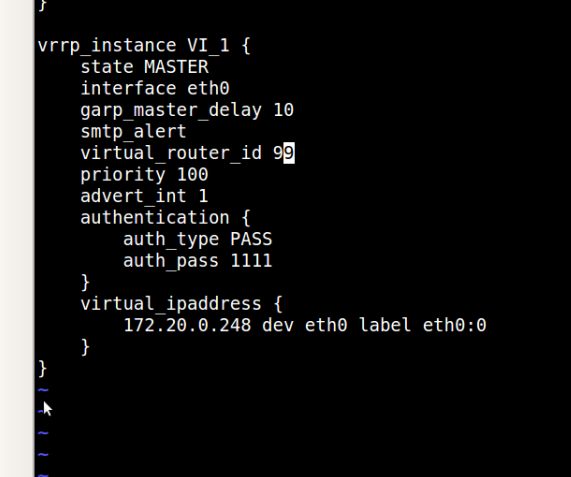 }
vrrp_instance VI_1 {
    state MASTER
    interface eth0
    garp_master_delay 10
    smtp_alert
    virtual_router_id 99
    priority 100
    advert_int 1
    authentication {
        auth_type PASS
        auth_pass 1111
    }
    virtual_ipaddress {
        172.20.0.248 dev eth0 label eth0:0
    }
}
~
~
~
~
~